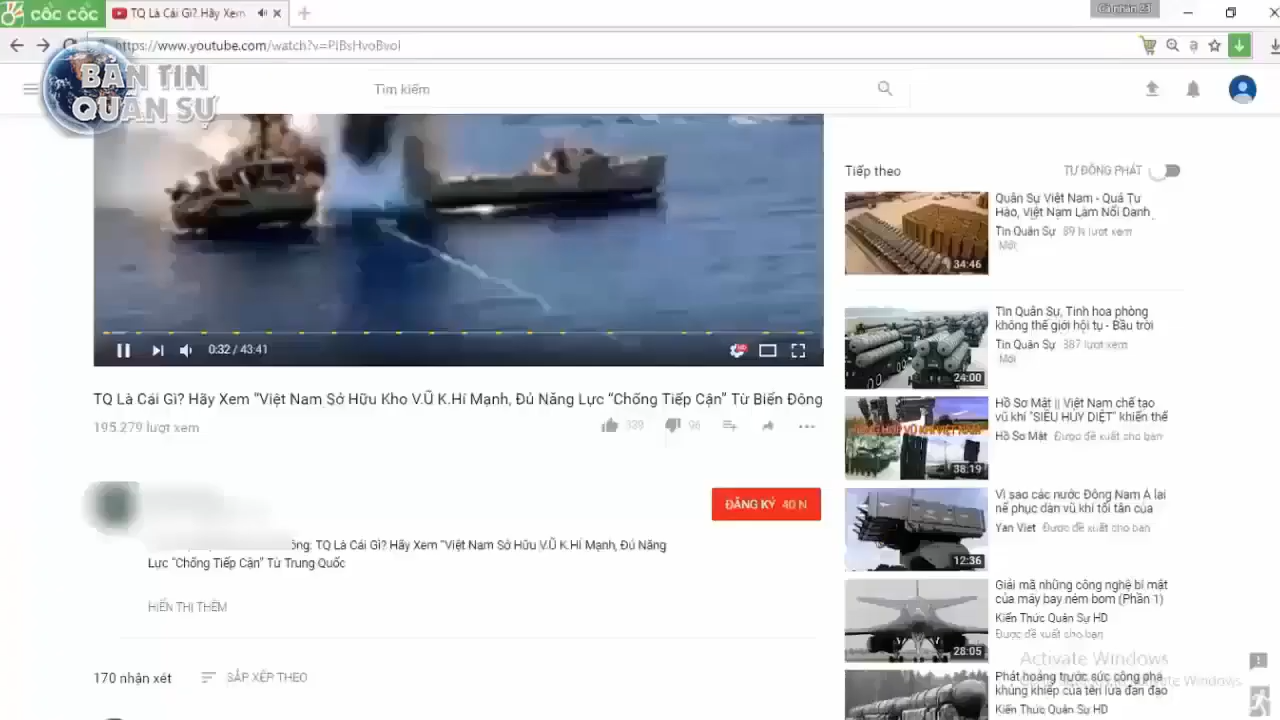 cốc cốc
TQ Là Cái Gì? Hãy Xem
https://www.youtube.com/watch?v=PIBsHvoBvoI
BẢN TIN
QUÂN SỰ
Tìm kiếm
0:32 / 43:41
TQ Là Cái Gì? Hãy Xem "Việt Nam Sở Hữu Kho V.Ũ K.Hí Mạnh, Đủ Năng Lực "Chống Tiếp Cận" Từ Biển Đông
195.279 lượt xem
339
96
ĐĂNG KÝ 40 N
ông: TQ Là Cái Gì? Hãy Xem "Việt Nam Sở Hữu V.Ũ K.Hí Mạnh, Đủ Năng
Lực "Chống Tiếp Cận" Từ Trung Quốc
HIỂN THỊ THÊM
170 nhận xét
SẮP XẾP THEO
Tiếp theo
TỰ ĐỘNG PHÁT
Quân Sự Việt Nam - Quá Tự
Hào, Việt Nam Làm Nổi Danh
Tin Quân Sự 89 N lượt xem
Mới
34:46
Tin Quân Sự, Tinh hoa phòng
không thế giới hội tụ - Bầu trời
Tin Quân Sự 387 lượt xem
Mới
24:00
Hồ Sơ Mật || Việt Nam chế tạo
vũ khí "SIÊU HỦY DIỆT" khiến thế
Hồ Sơ Mật Được đề xuất cho bạn
38:19
Vì sao các nước Đông Nam Á lại
nể phục dàn vũ khí tối tân của
Yan Viet Được đề xuất cho bạn
12:36
Giải mã những công nghệ bí mật
của máy bay ném bom (Phần 1)
Kiến Thức Quân Sự HD
Được đề xuất cho bạn
28:05
Activate Windows
Phát hoảng trước sức công phá
khủng khiếp của tên lửa đạn đạo
Kiến Thức Quân Sự HD